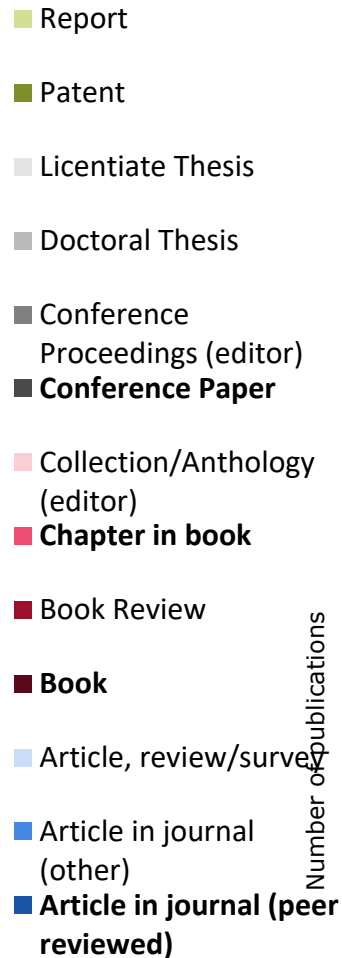 Report
Patent
Licentiate Thesis
Doctoral Thesis
Conference
Proceedings (editor)
Conference Paper
Collection/Anthology
(editor)
Chapter in book
Book Review
Book
Article, review/survey
Article in journal
(other)
Article in journal (peer
reviewed)
Number of publications